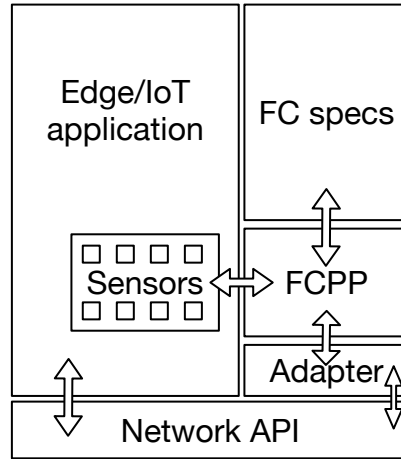 Edge/IoT
application
FC specs
Sensors
FCPP
Adapter
Network API